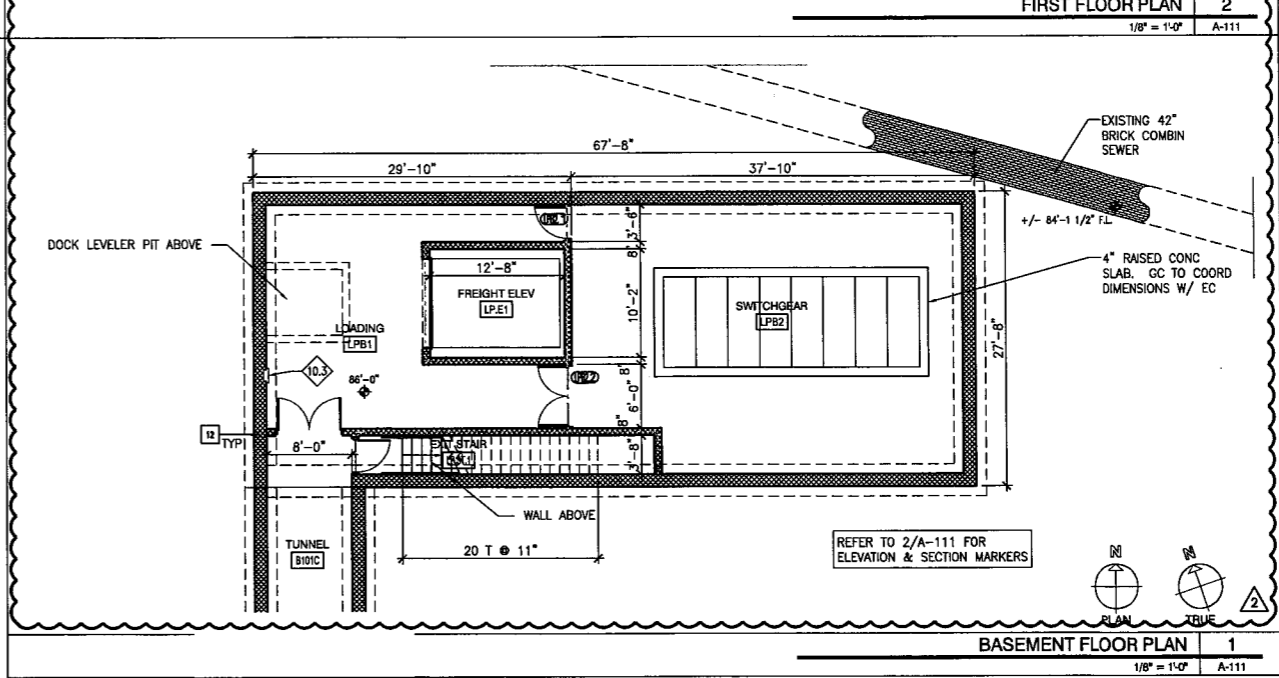 FIRST FLOOR PLAN 2
1/8" = 1'-0" A-111
EXISTING 42"
BRICK COMBIN
SEWER
67'-8"
29'-10"
37'-10"
+/- 84'-1 1/2" F.L.
DOCK LEVELER PIT ABOVE
3'-6"
8"
12'-8"
FREIGHT ELEV
LP.E1
10'-2"
4" RAISED CONC
SLAB. GC TO COORD
DIMENSIONS W/ EC
SWITCHGEAR
LPB2
27'-8"
LOADING
LPB1
10.3
86'-0"
8"
6'-0"
8"
12
TYP
8'-0"
EXIT STAIR
3'-8"
WALL ABOVE
20 T @ 11"
TUNNEL
B101C
REFER TO 2/A-111 FOR
ELEVATION & SECTION MARKERS
N
N
PLAN
TRUE
2
BASEMENT FLOOR PLAN 1
1/8" = 1'-0" A-111